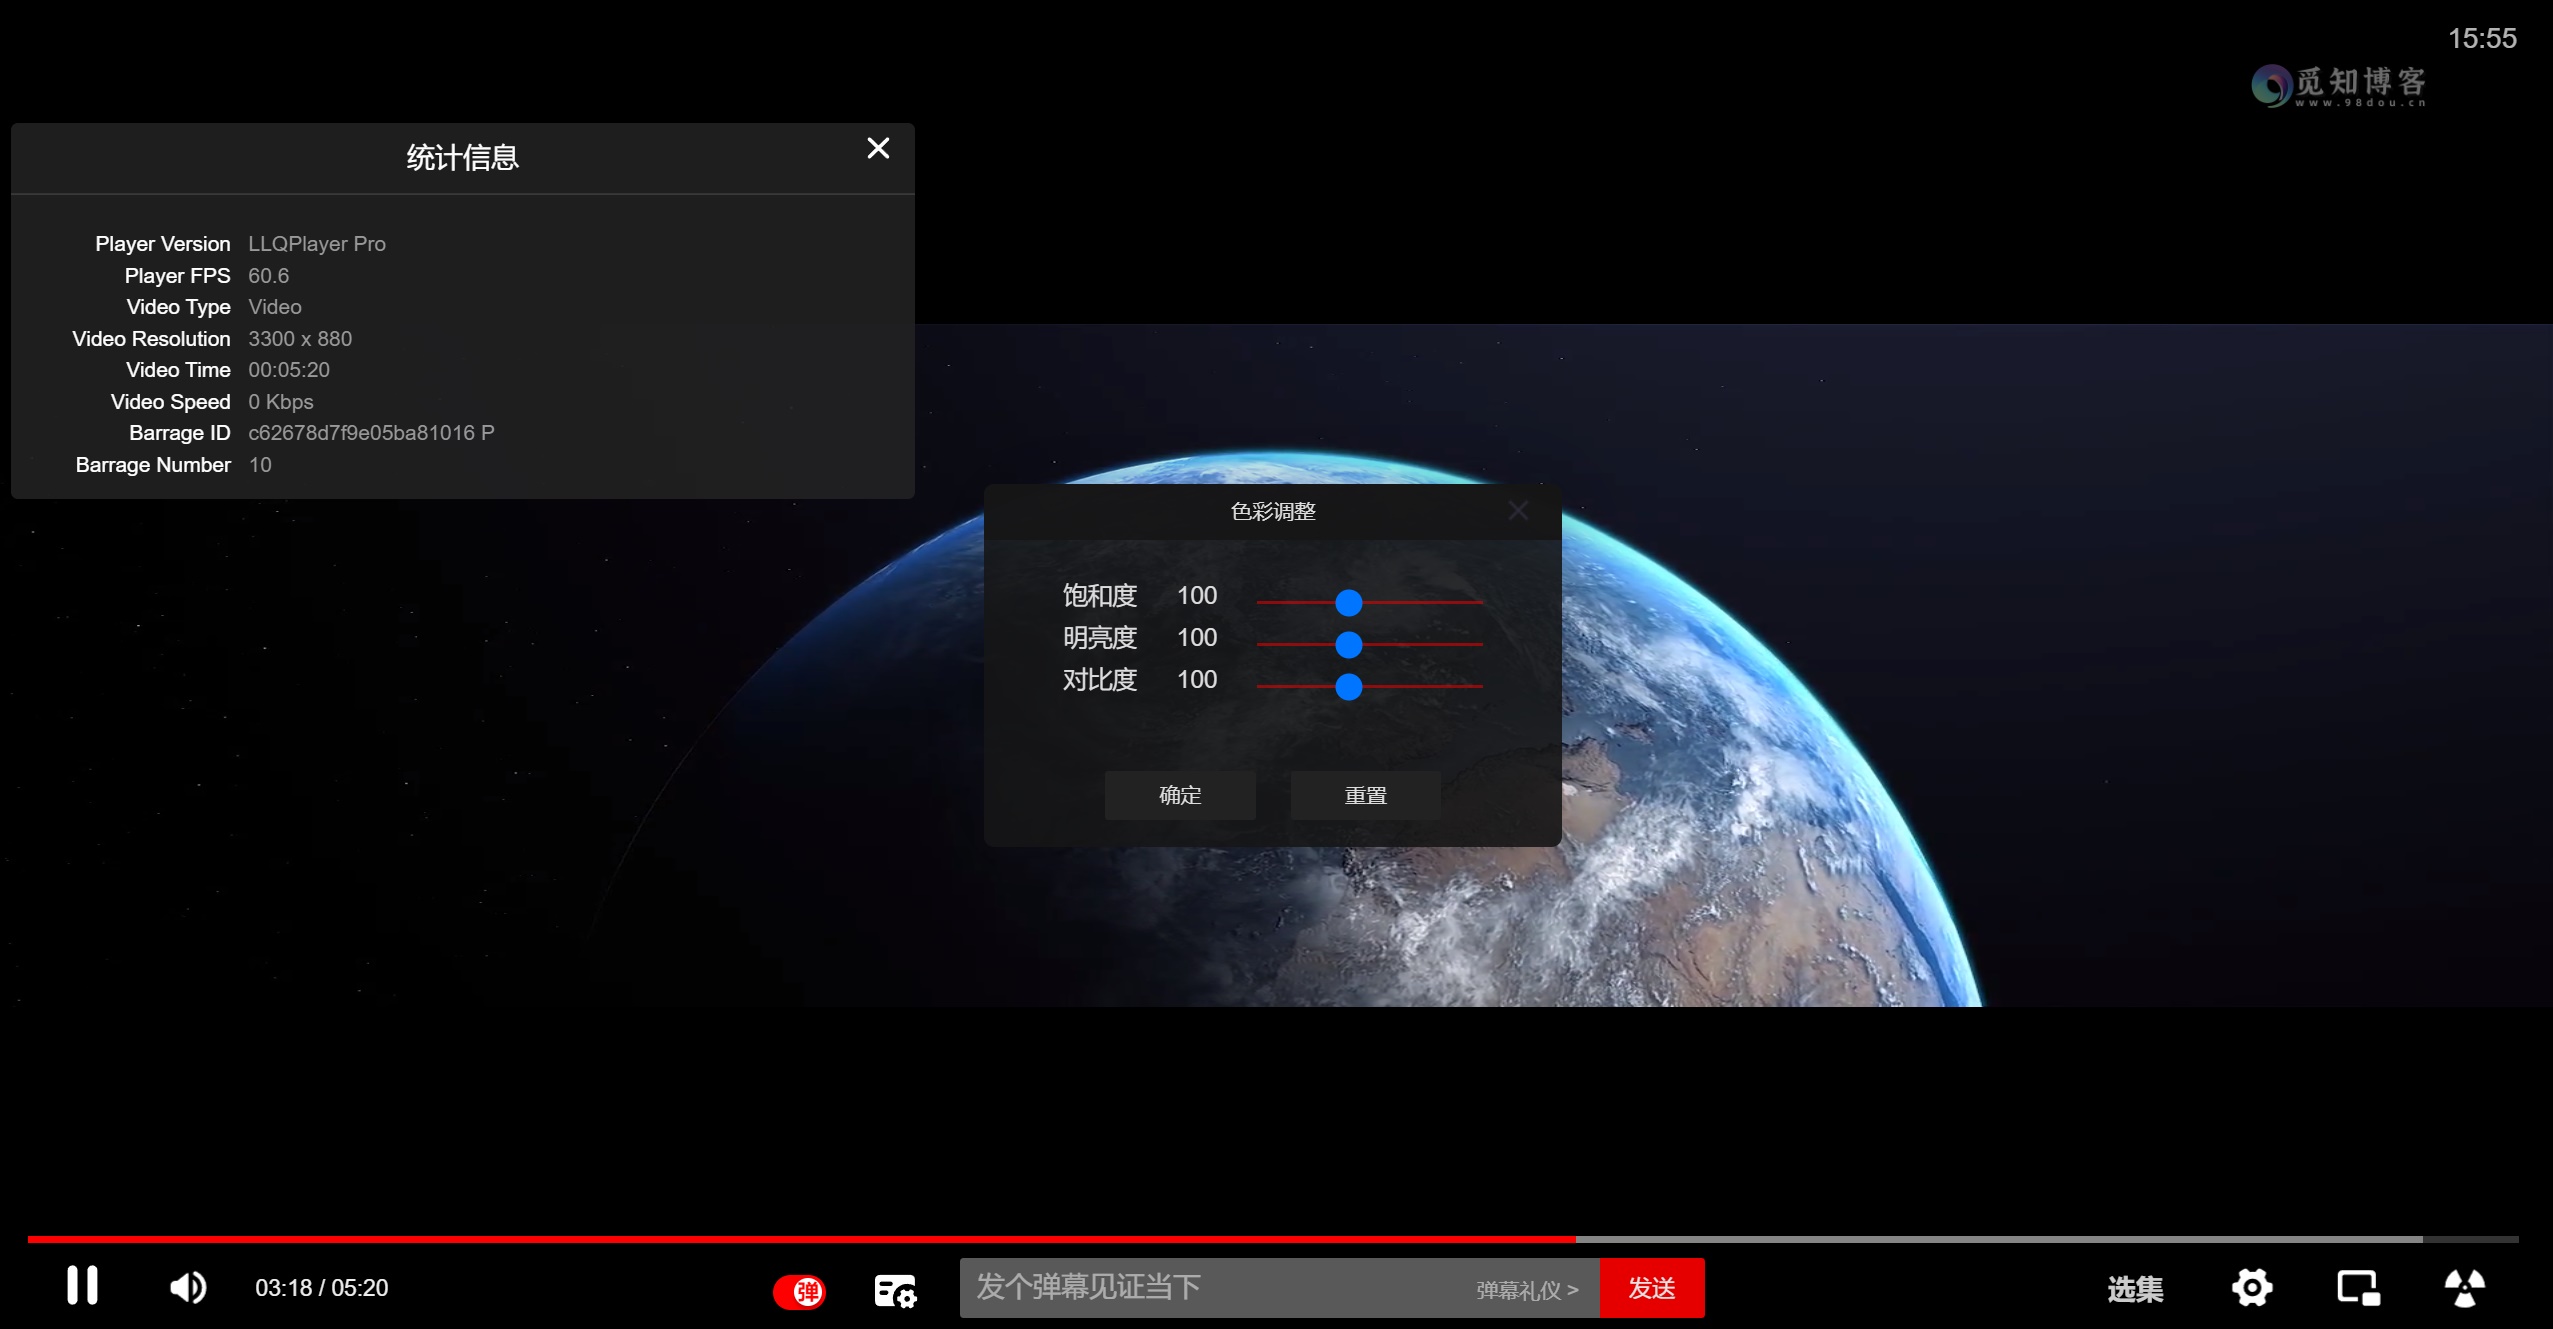 15:55
觅知博客
www.98dou.cn
统计信息
Player Version LLQPlayer Pro
Player FPS 60.6
Video Type Video
Video Resolution 3300 x 880
Video Time 00:05:20
Video Speed 0 Kbps
Barrage ID c62678d7f9e05ba81016 P
Barrage Number 10
色彩调整
饱和度 100
明亮度 100
对比度 100
确定 重置
03:18 / 05:20 弹 发个弹幕见证当下 弹幕礼仪 > 发送 选集